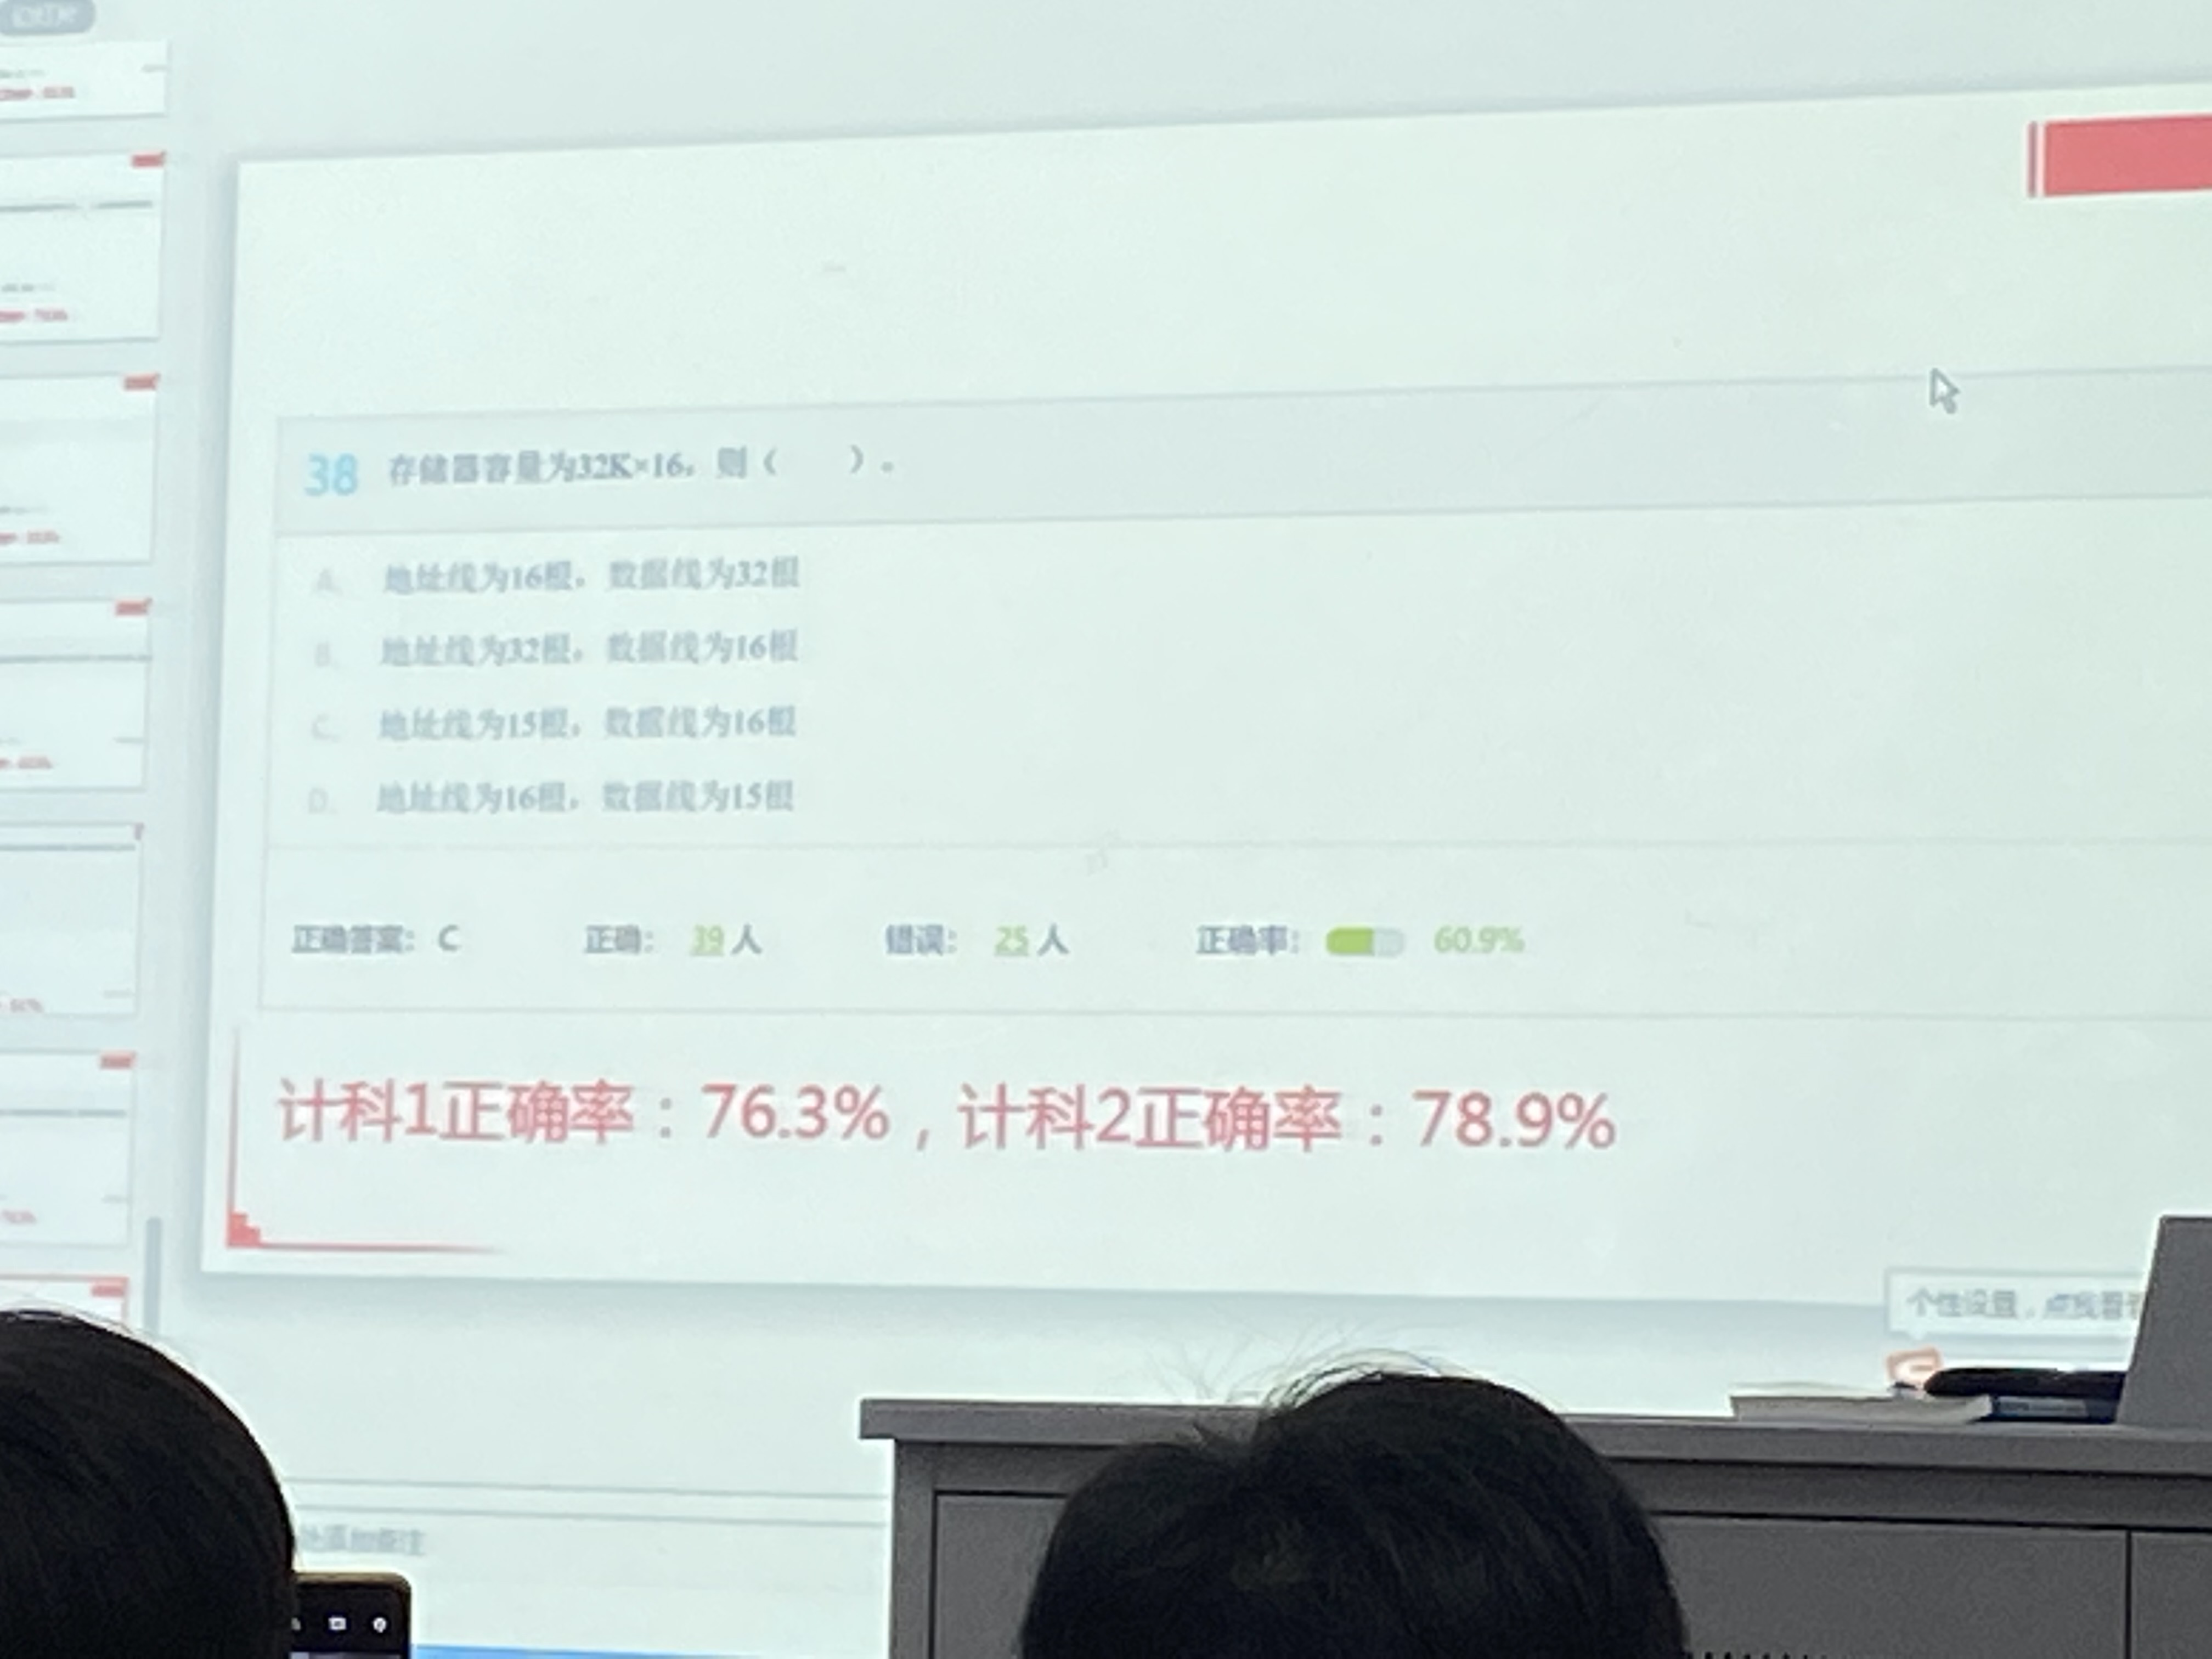 38 存储器容量为32K×16，则（ ）。
A. 地址线为16根，数据线为32根
B. 地址线为32根，数据线为16根
C. 地址线为15根，数据线为16根
D. 地址线为16根，数据线为15根
正确答案： C 正确： 39 人 错误： 25 人 正确率： 60.9%
计科1正确率：76.3%，计科2正确率：78.9%
个性设置，点我看
处添加备注